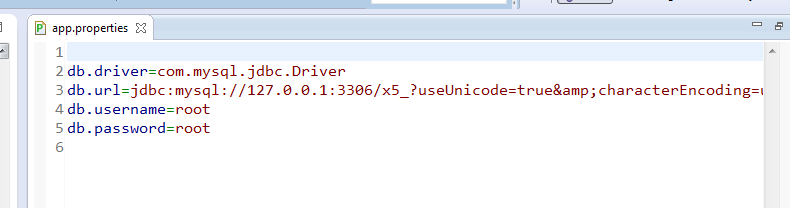 app.properties
1
2 db.driver=com.mysql.jdbc.Driver
3 db.url=jdbc:mysql://127.0.0.1:3306/x5_?useUnicode=true&amp;characterEncoding=u
4 db.username=root
5 db.password=root
6